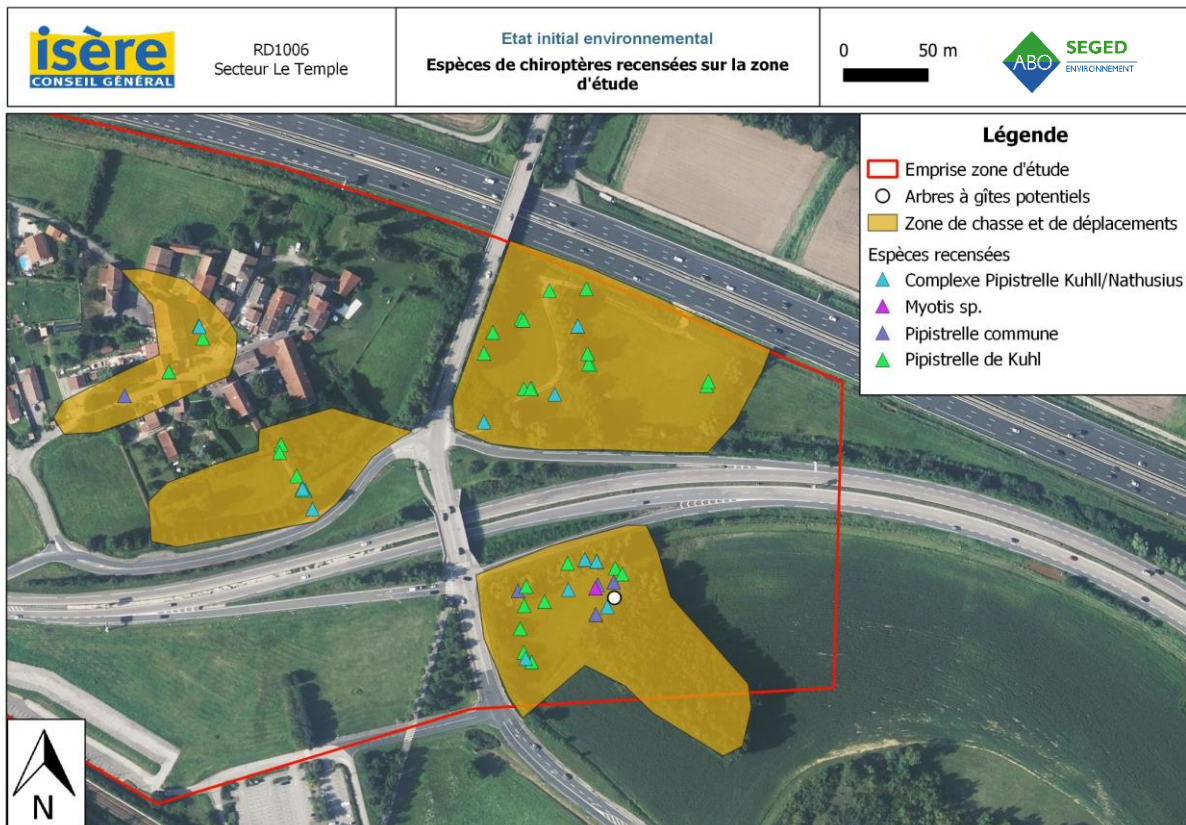 isère
CONSEIL GÉNÉRAL
RD1006
Secteur Le Temple
Etat initial environnemental
Espèces de chiroptères recensées sur la zone
d'étude
0 50 m
ABO
SEGED
ENVIRONNEMENT
Légende
Emprise zone d'étude
Arbres à gîtes potentiels
Zone de chasse et de déplacements
Espèces recensées
Complexe Pipistrelle Kuhll/Nathusius
Myotis sp.
Pipistrelle commune
Pipistrelle de Kuhl
N